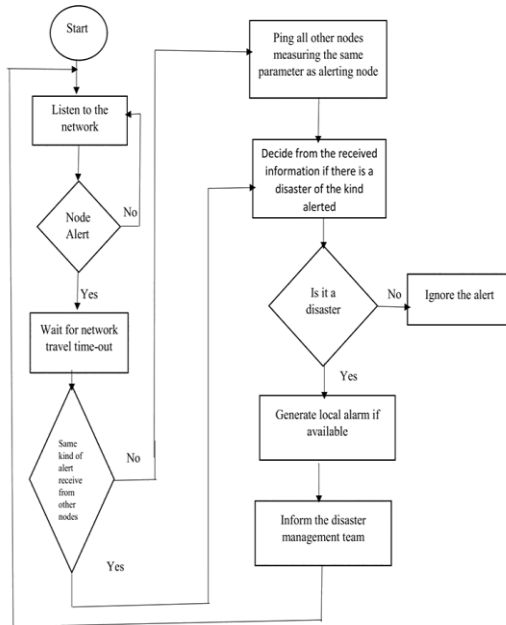 Start
Listen to the
network
Node
Alert
No
Yes
Wait for network
travel time-out
Same
kind of
alert
receive
from
other
nodes
No
Yes
Ping all other nodes
measuring the same
parameter as alerting node
Decide from the received
information if there is a
disaster of the kind
alerted
Is it a
disaster
No
Ignore the alert
Yes
Generate local alarm if
available
Inform the disaster
management team